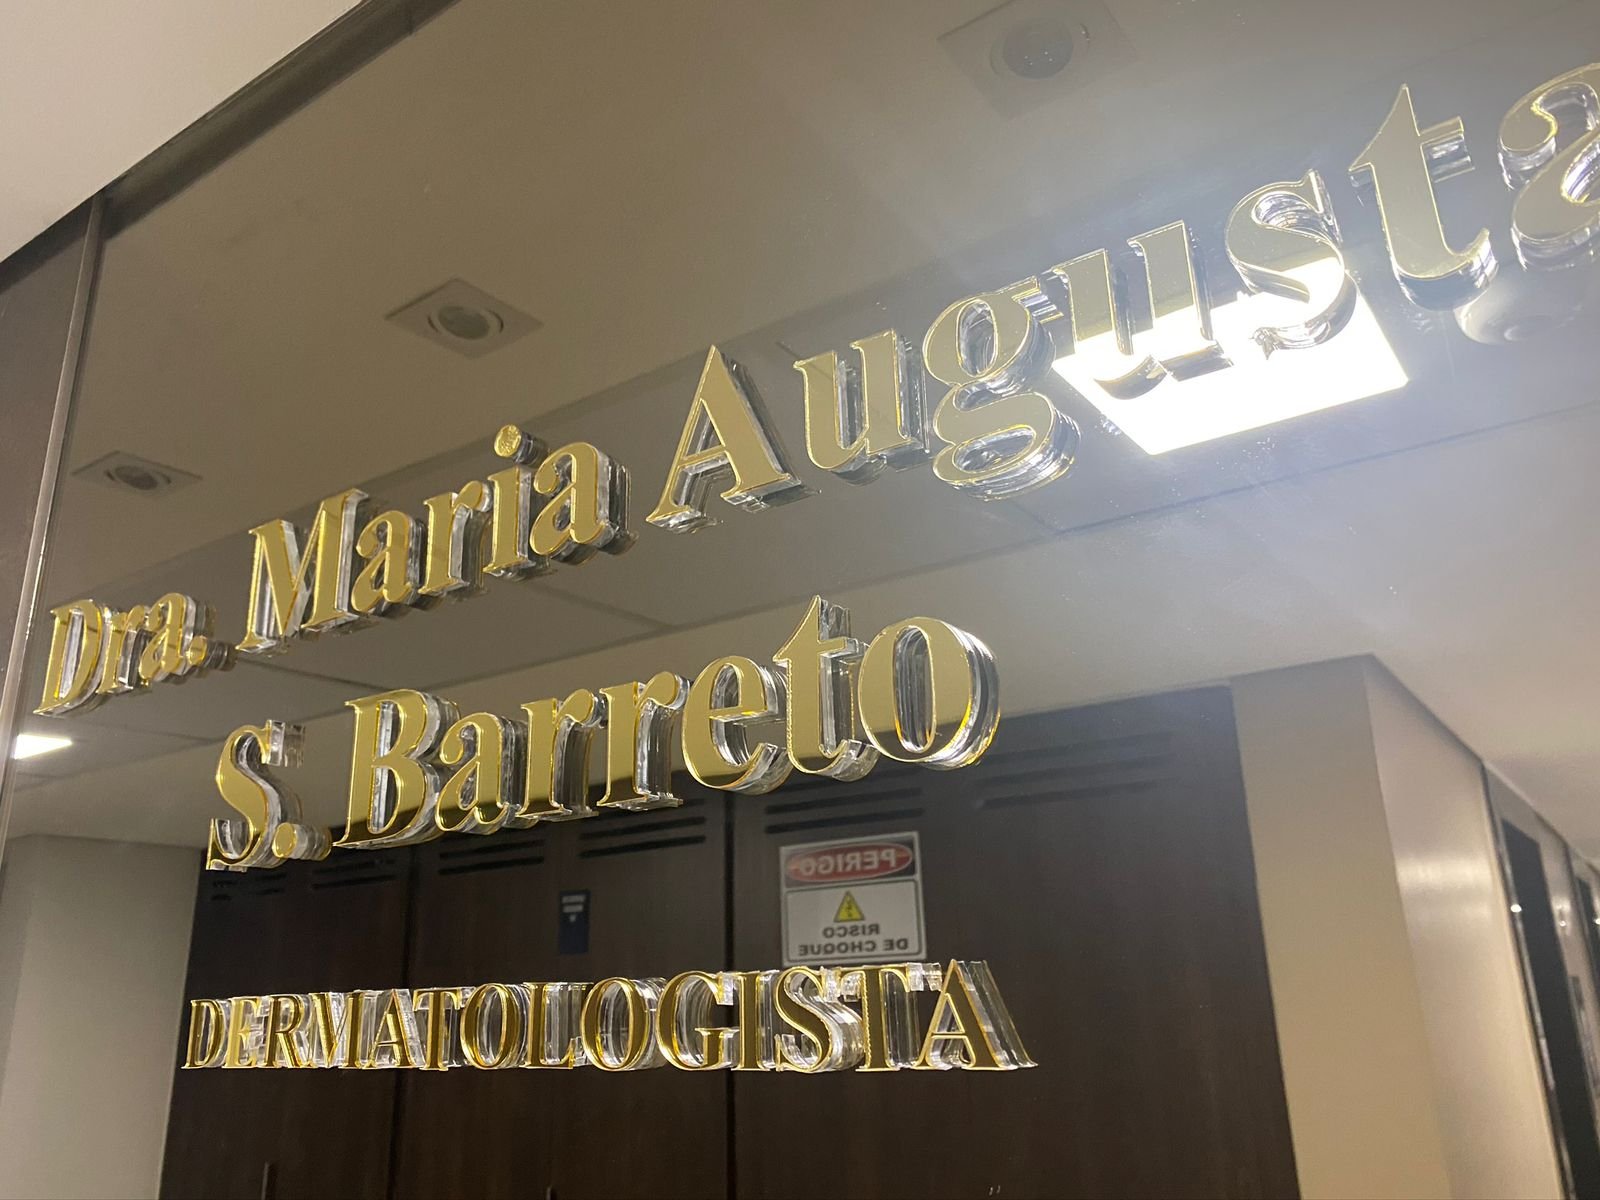 Dra. Maria Augusta
S. Barreto
PERIGO
RISCO
DE CHOQUE
DERMATOLOGISTA